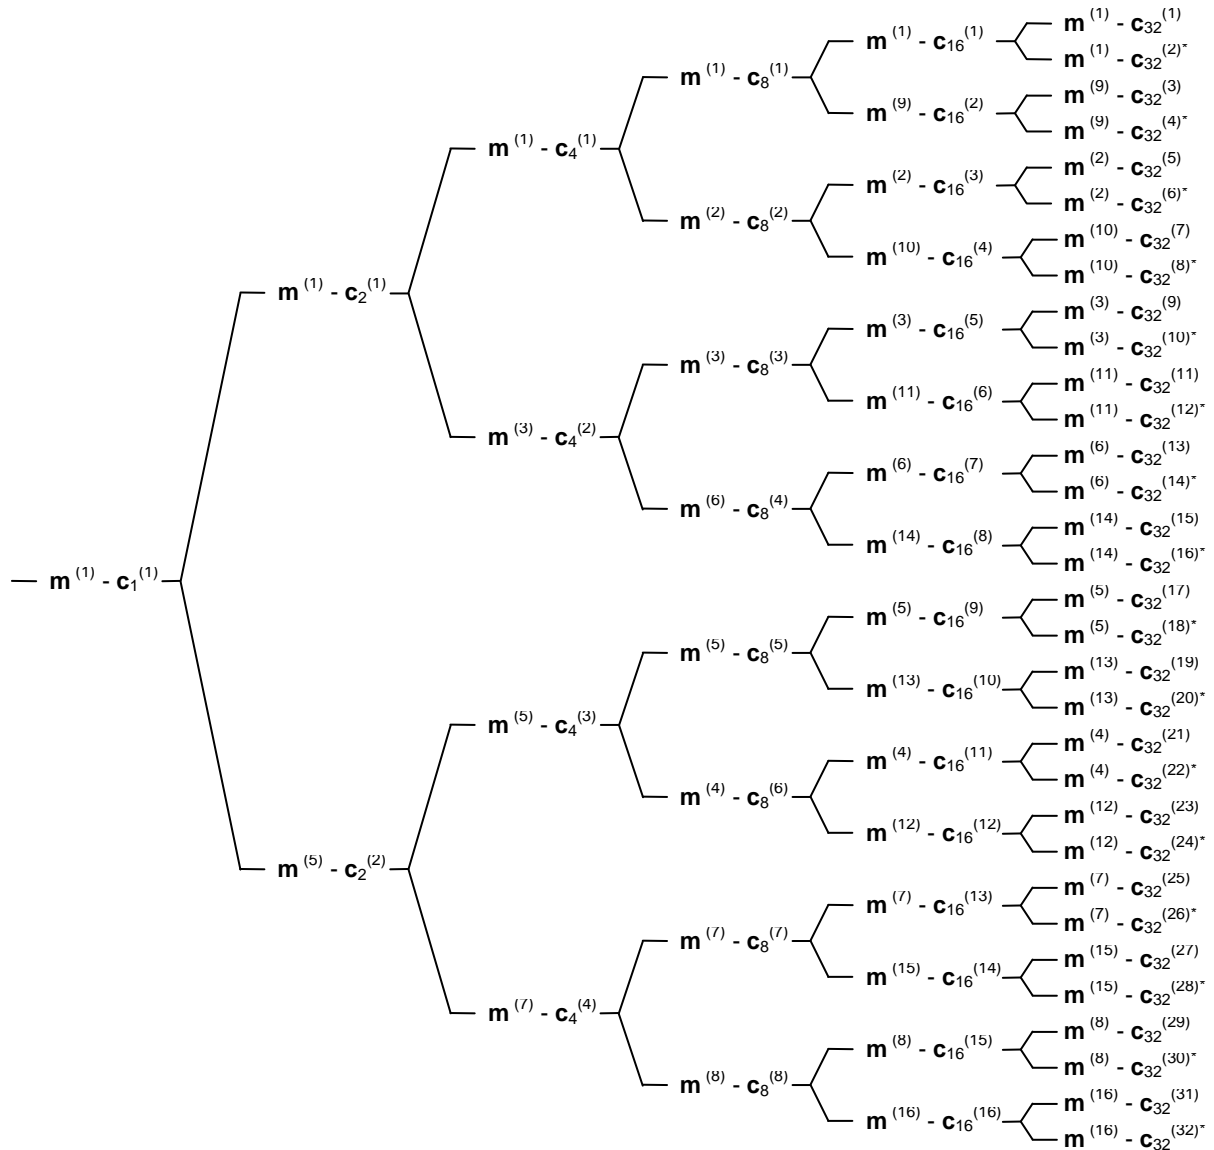 m (1) - c32(1)
m (1) - c16(1)
m (1) - c32(2)*
m (1) - c8(1)
m (9) - c32(3)
m (9) - c16(2)
m (9) - c32(4)*
m (1) - c4(1)
m (2) - c32(5)
m (2) - c16(3)
m (2) - c32(6)*
m (2) - c8(2)
m (10) - c32(7)
m (10) - c16(4)
m (10) - c32(8)*
m (1) - c2(1)
m (3) - c32(9)
m (3) - c16(5)
m (3) - c32(10)*
m (3) - c8(3)
m (11) - c32(11)
m (11) - c16(6)
m (11) - c32(12)*
m (3) - c4(2)
m (6) - c32(13)
m (6) - c16(7)
m (6) - c32(14)*
m (6) - c8(4)
m (14) - c32(15)
m (14) - c16(8)
m (14) - c32(16)*
m (1) - c1(1)
m (5) - c32(17)
m (5) - c16(9)
m (5) - c32(18)*
m (5) - c8(5)
m (13) - c32(19)
m (13) - c16(10)
m (13) - c32(20)*
m (5) - c4(3)
m (4) - c32(21)
m (4) - c16(11)
m (4) - c32(22)*
m (4) - c8(6)
m (12) - c32(23)
m (12) - c16(12)
m (12) - c32(24)*
m (5) - c2(2)
m (7) - c32(25)
m (7) - c16(13)
m (7) - c32(26)*
m (7) - c8(7)
m (15) - c32(27)
m (15) - c16(14)
m (15) - c32(28)*
m (7) - c4(4)
m (8) - c32(29)
m (8) - c16(15)
m (8) - c32(30)*
m (8) - c8(8)
m (16) - c32(31)
m (16) - c16(16)
m (16) - c32(32)*